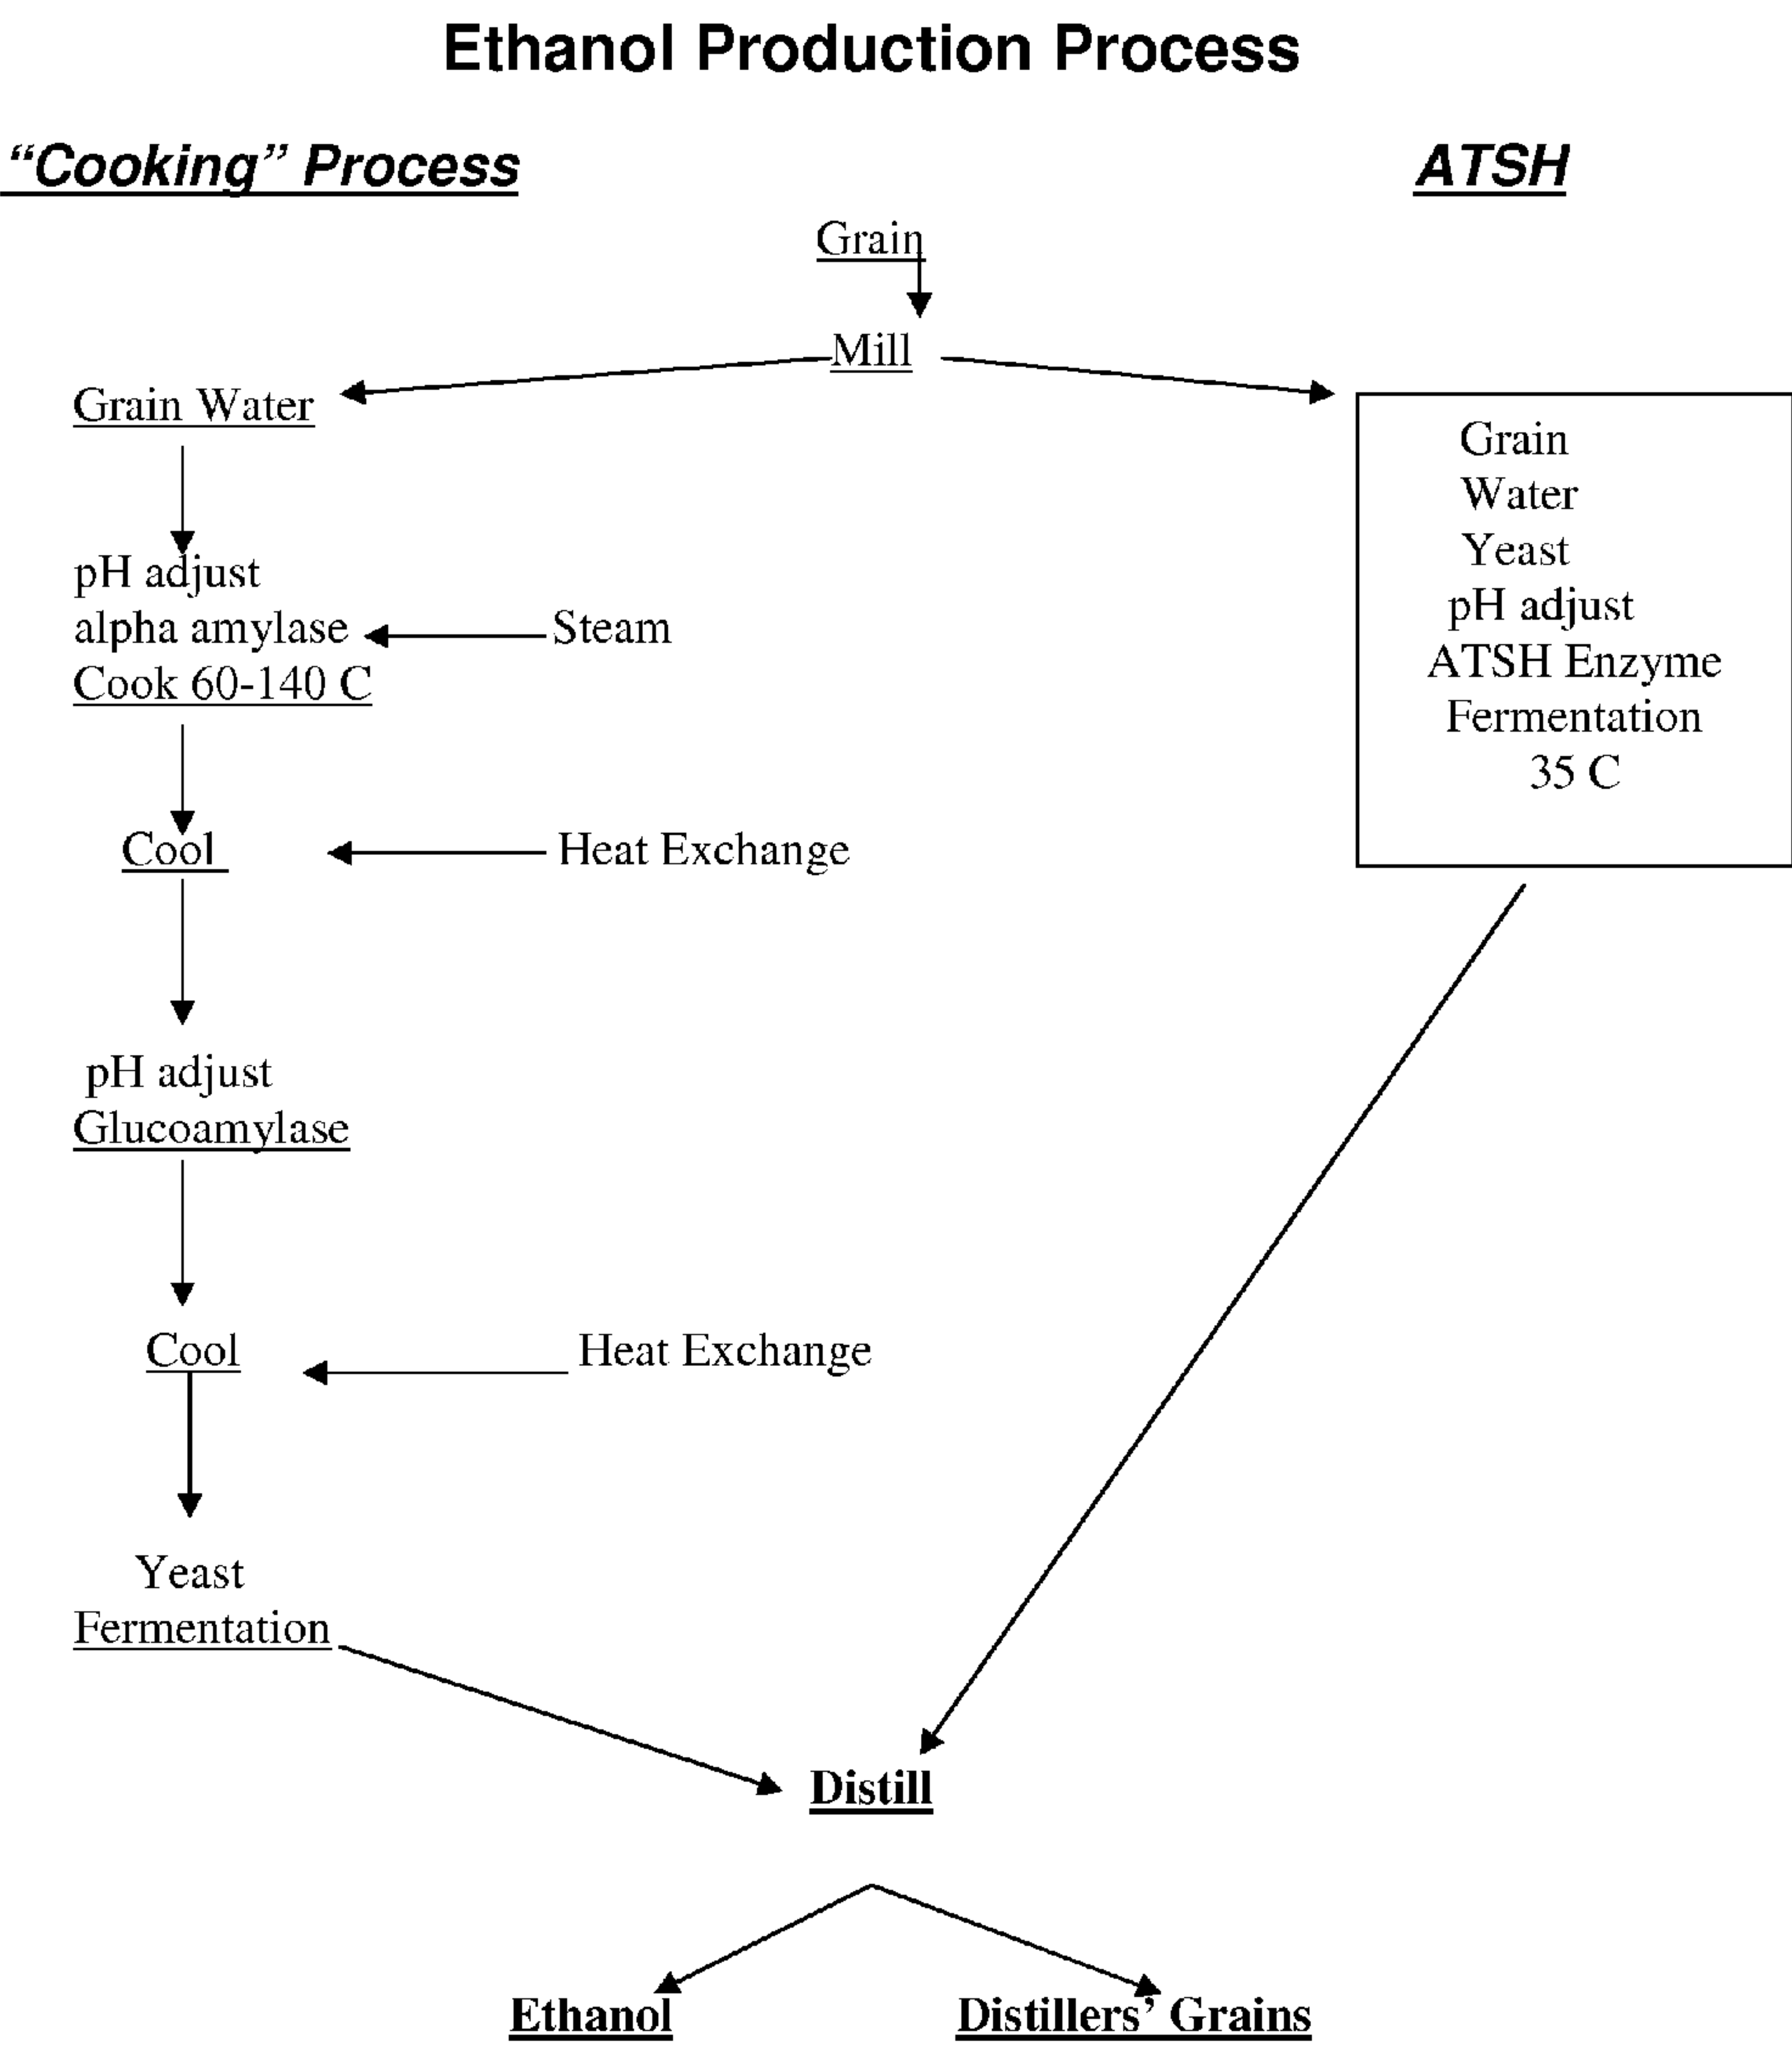 Ethanol Production Process
“Cooking” Process
ATSH
Grain
Mill
Grain Water
pH adjust
alpha amylase
Cook 60-140 C
Steam
Cool
Heat Exchange
pH adjust
Glucoamylase
Cool
Heat Exchange
Yeast
Fermentation
Grain
Water
Yeast
pH adjust
ATSH Enzyme
Fermentation
35 C
Distill
Ethanol
Distillers’ Grains